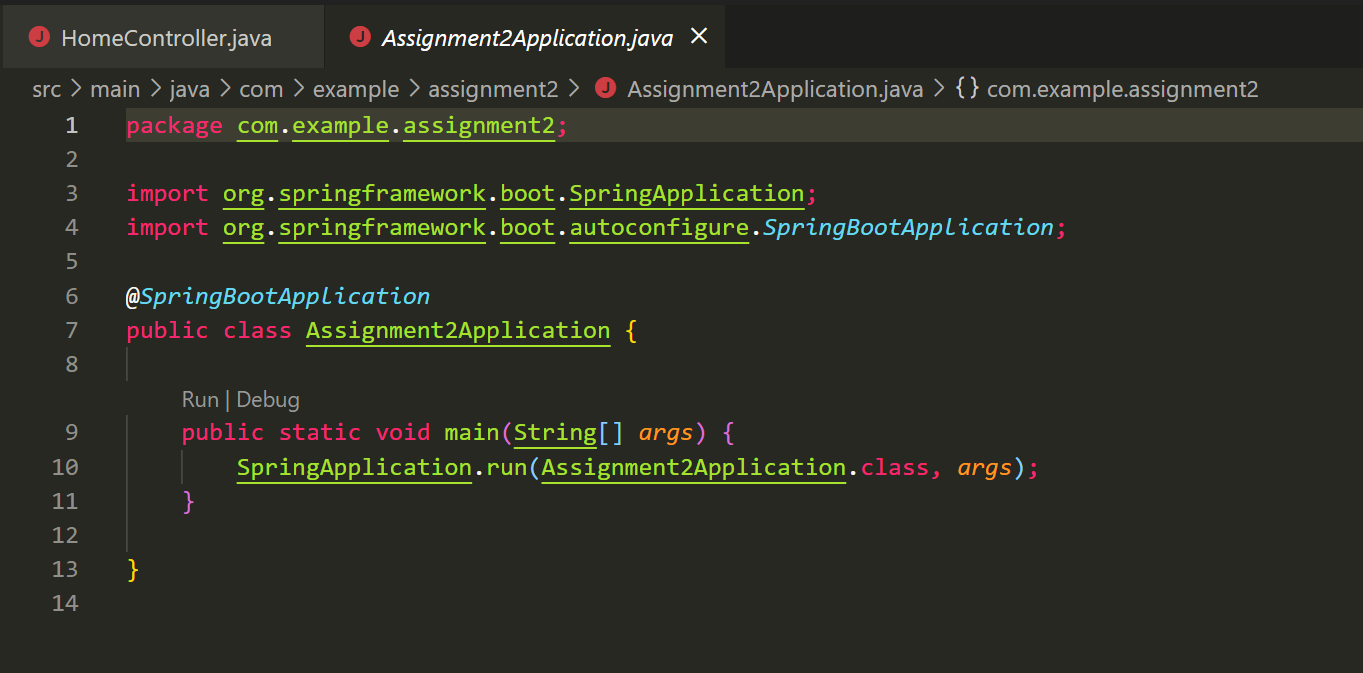 HomeController.java Assignment2Application.java
src > main > java > com > example > assignment2 > Assignment2Application.java > {} com.example.assignment2
1 package com.example.assignment2;
2
3 import org.springframework.boot.SpringApplication;
4 import org.springframework.boot.autoconfigure.SpringBootApplication;
5
6 @SpringBootApplication
7 public class Assignment2Application {
8
Run | Debug
9 public static void main(String[] args) {
10 SpringApplication.run(Assignment2Application.class, args);
11 }
12
13 }
14